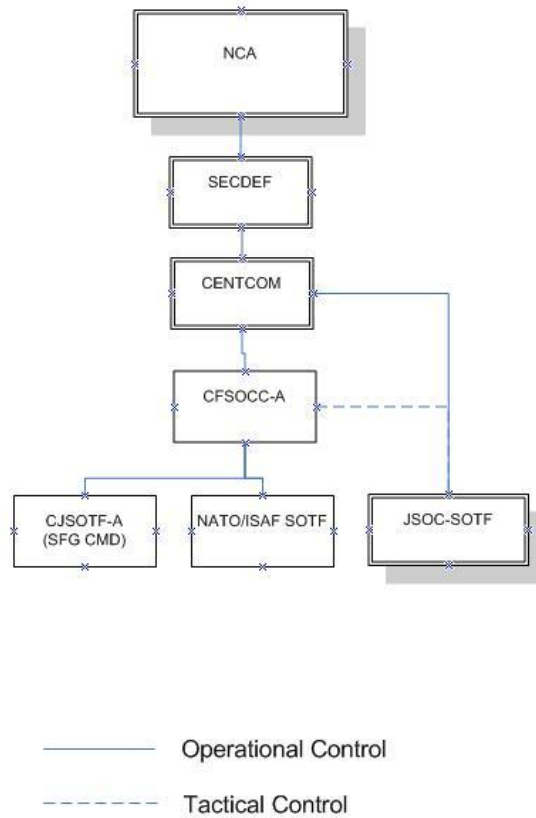 NCA
SECDEF
CENTCOM
CFSOCC-A
CJSOTF-A
(SFG CMD)
NATO/ISAF SOTF
JSOC-SOTF
Operational Control
Tactical Control